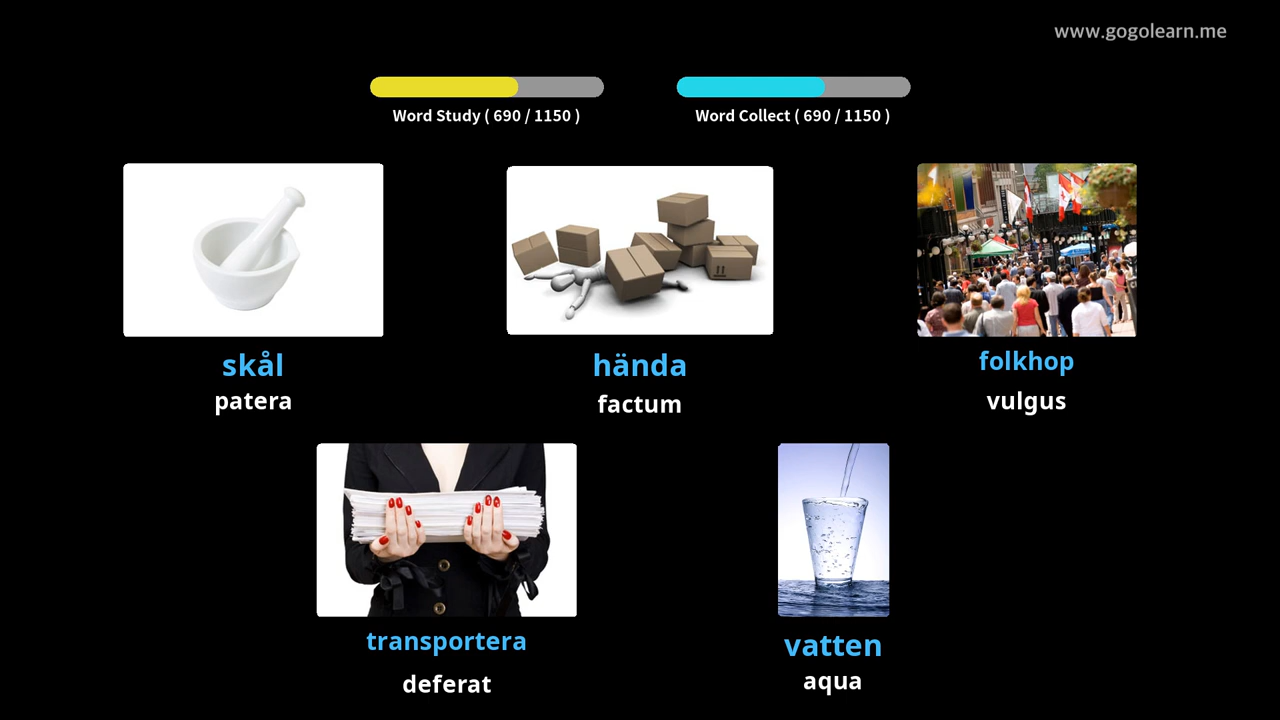 www.gogolearn.me
Word Study ( 690 / 1150 )
Word Collect ( 690 / 1150 )
skål
patera
hända
factum
folkhop
vulgus
transportera
deferat
vatten
aqua